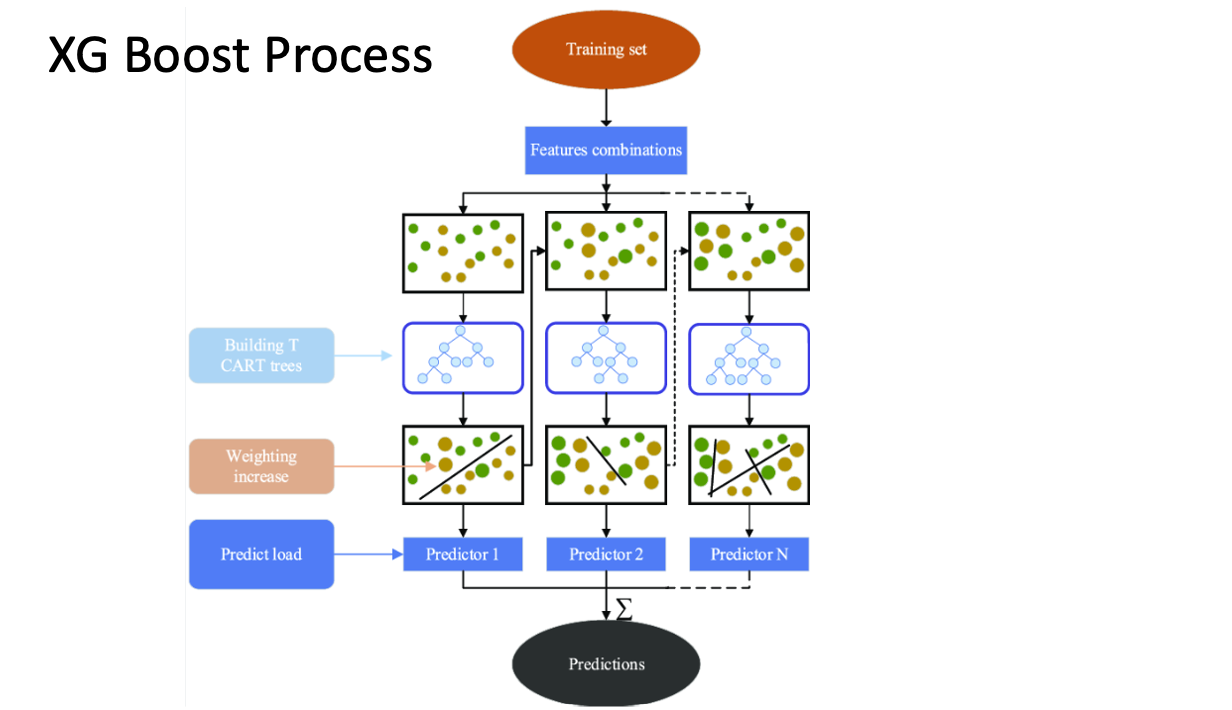 XG Boost Process
Training set
Features combinations
Building T
CART trees
Weighting
increase
Predict load
Predictor 1
Predictor 2
Predictor N
Σ
Predictions